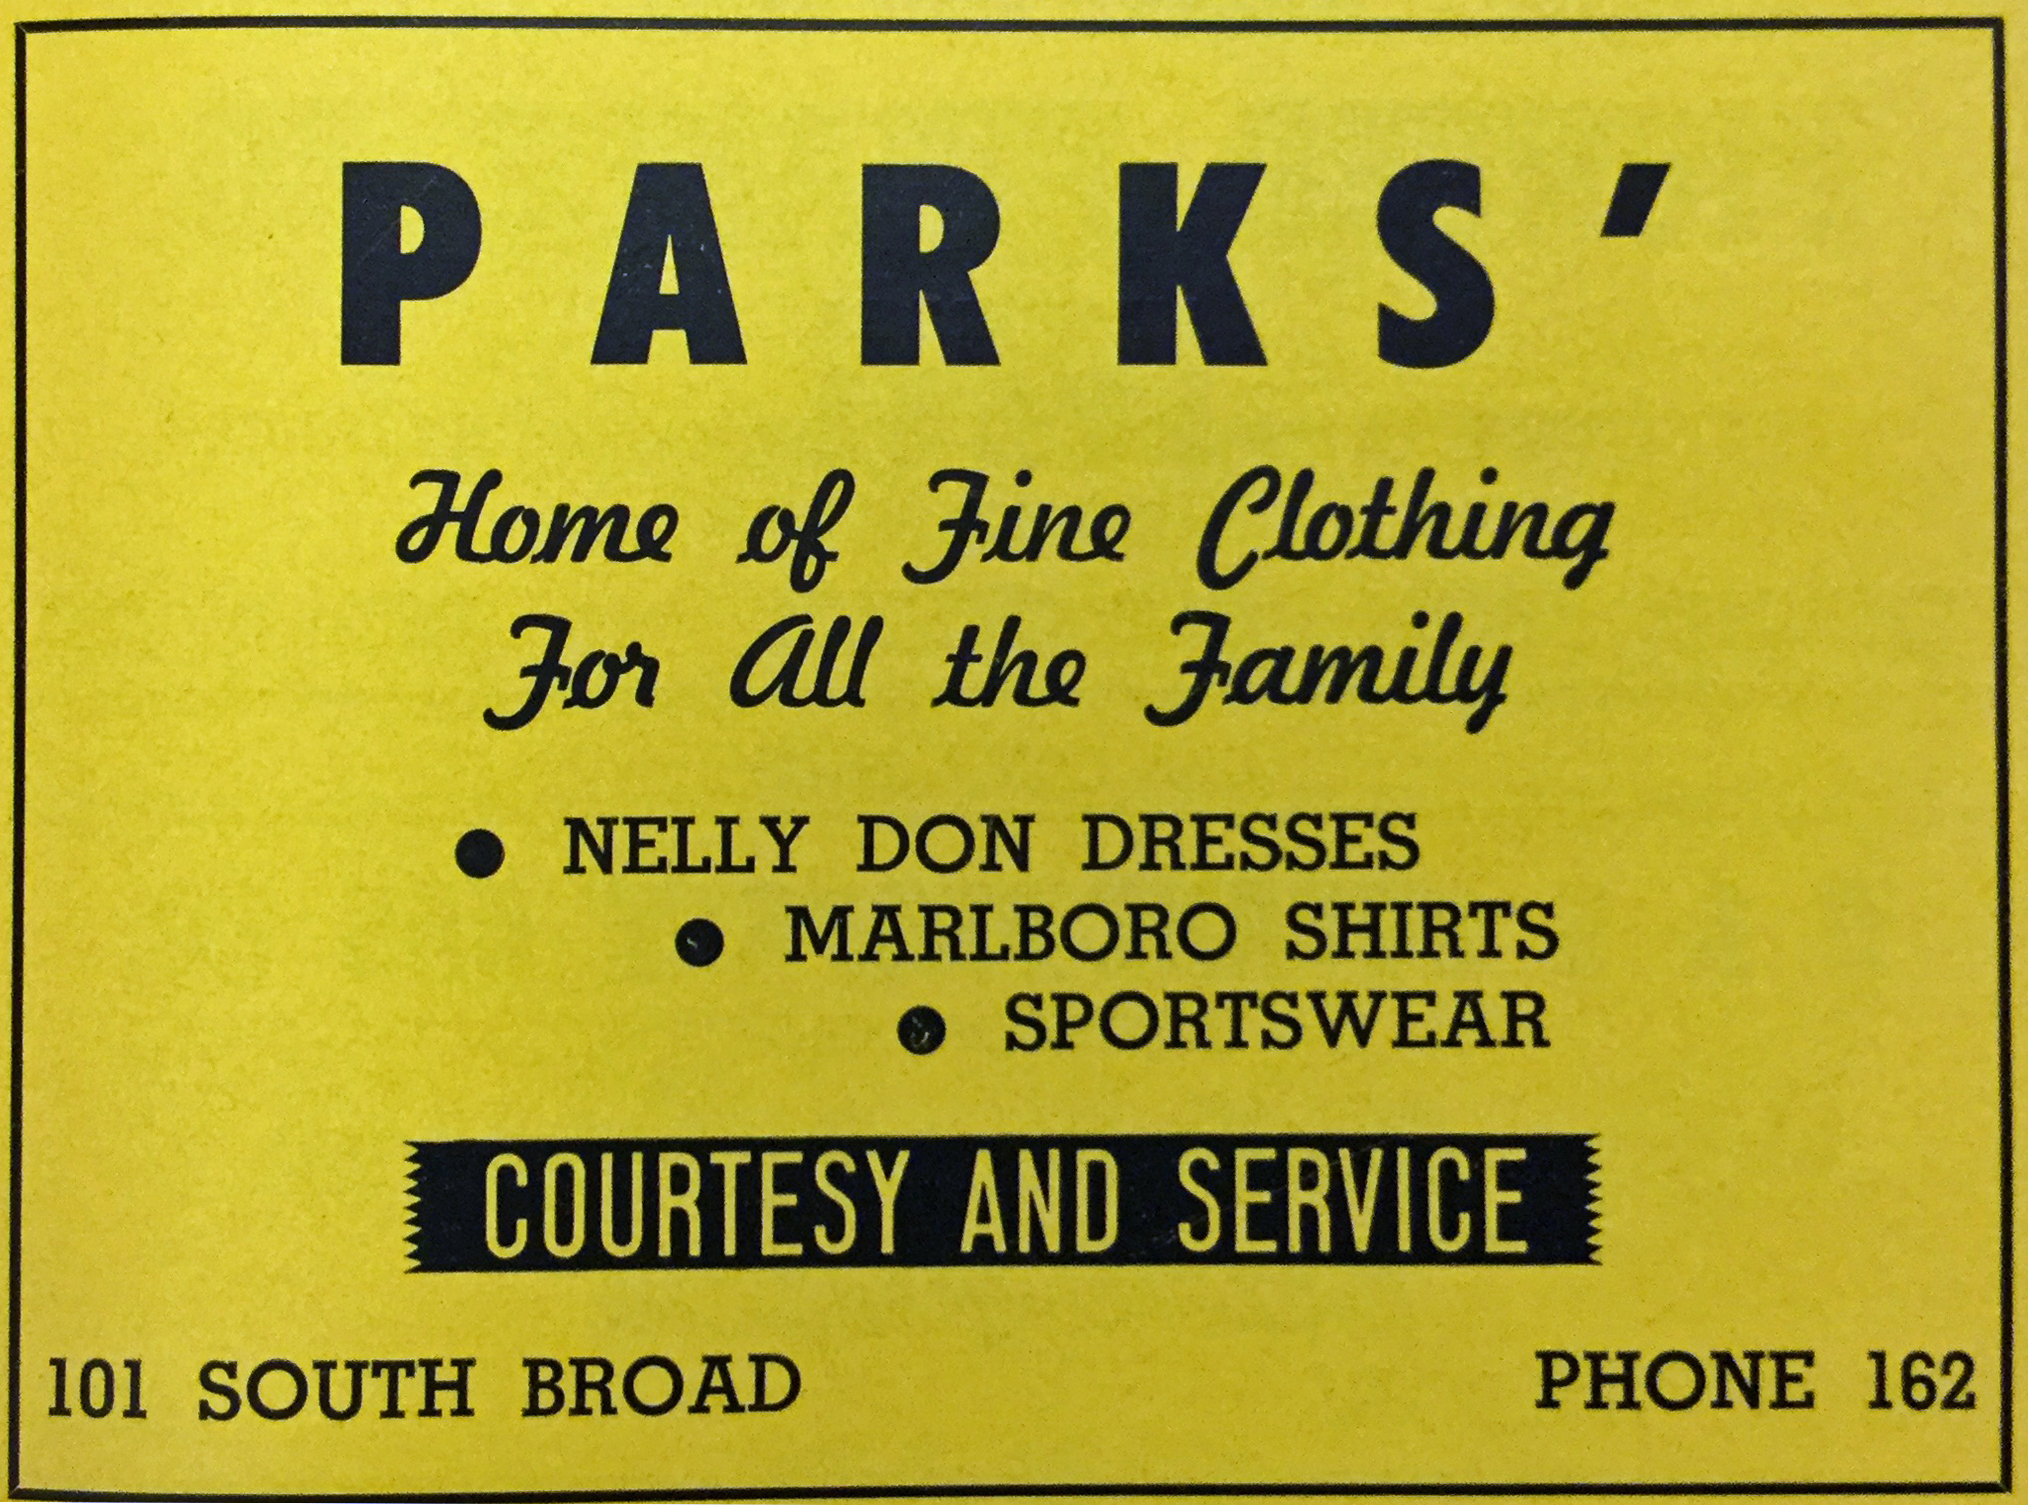 PARKS'
Home of Fine Clothing
For All the Family
● NELLY DON DRESSES
● MARLBORO SHIRTS
● SPORTSWEAR
COURTESY AND SERVICE
101 SOUTH BROAD PHONE 162